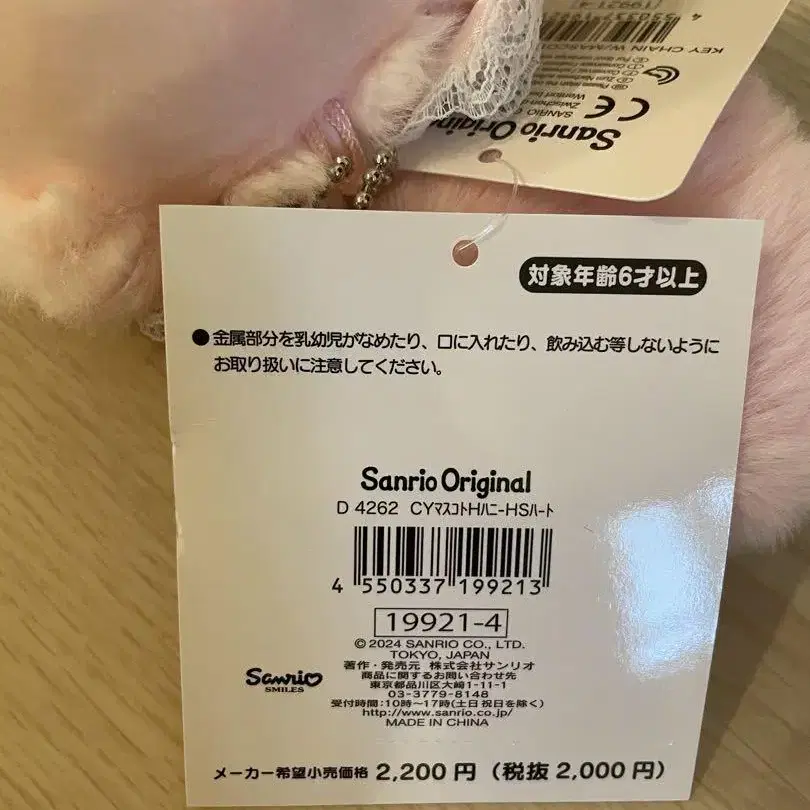 19921-4
KEY CHAIN W/MASCOT
CE
Sanrio Original
対象年齢6才以上
●金属部分を乳幼児がなめたり、口に入れたり、飲み込む等しないように
お取り扱いに注意してください。
Sanrio Original
D 4262 CYﾏｽｺﾄHﾊﾆｰHSﾊｰﾄ
4 550337 199213
19921-4
© 2024 SANRIO CO., LTD.
TOKYO, JAPAN
著作・発売元 株式会社サンリオ
商品に関するお問い合わせ先
東京都品川区大崎1-11-1
03-3779-8148
受付時間:10時〜17時(土日祝日を除く)
http://www.sanrio.co.jp/
MADE IN CHINA
Sanrio
SMILES
メーカー希望小売価格 2,200円(税抜2,000円)